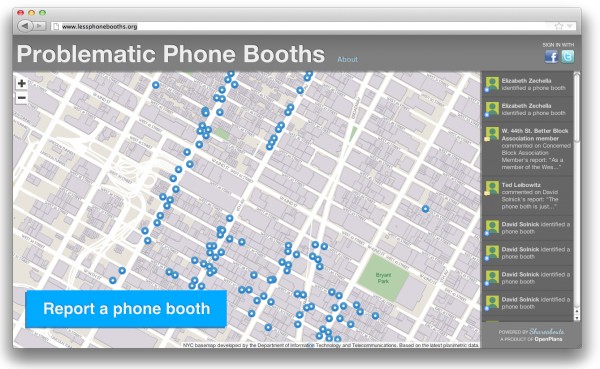 www.lessphonebooths.org
Problematic Phone Booths
About
SIGN IN WITH
Elizabeth Zechella
identified a phone booth
Elizabeth Zechella
identified a phone booth
W. 44th St. Better Block
Association member
commented on Concerned
Block Association
Member's report: "As a
member of the Wes..."
Ted Leibowitz
commented on David
Solnick's report: "The
phone both is just..."
David Solnick identified a
phone booth
David Solnick identified a
phone booth
David Solnick identified a
phone booth
David Solnick identified a
phone booth
Bryant
Park
Report a phone booth
NYC basemap developed by the Department of Information Technology and Telecommunications. Based on the latest planimetric data.
POWERED BY Shareabouts
A PRODUCT OF OpenPlans